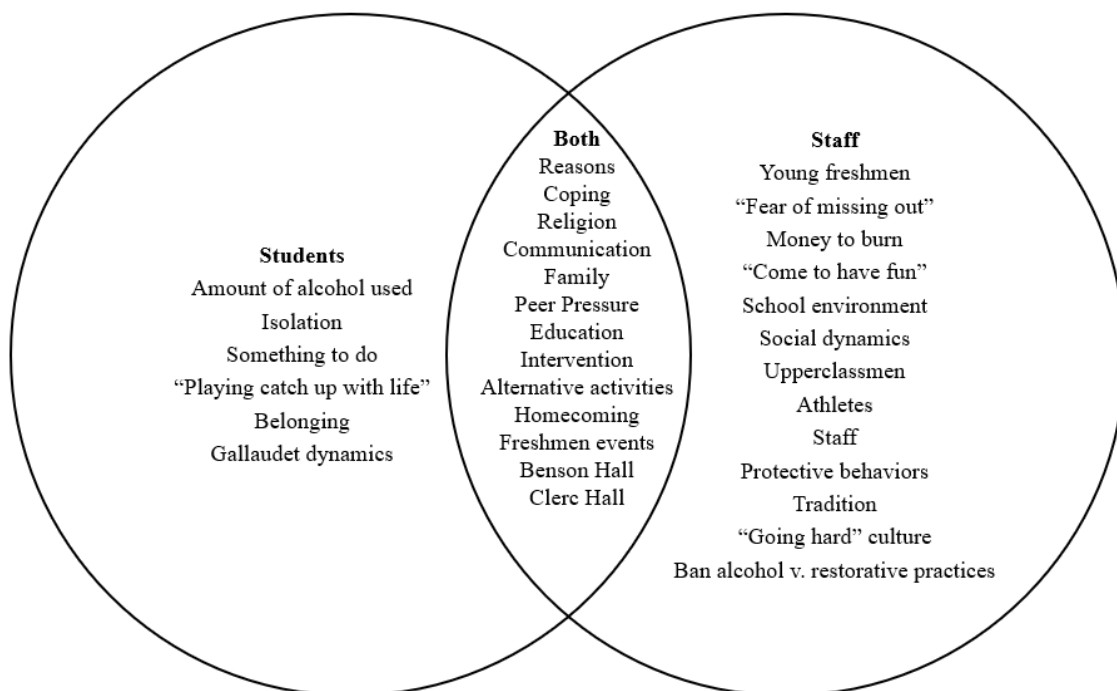 Students
Amount of alcohol used
Isolation
Something to do
“Playing catch up with life”
Belonging
Gallaudet dynamics
Both
Reasons
Coping
Religion
Communication
Family
Peer Pressure
Education
Intervention
Alternative activities
Homecoming
Freshmen events
Benson Hall
Clerc Hall
Staff
Young freshmen
“Fear of missing out”
Money to burn
“Come to have fun”
School environment
Social dynamics
Upperclassmen
Athletes
Staff
Protective behaviors
Tradition
“Going hard” culture
Ban alcohol v. restorative practices